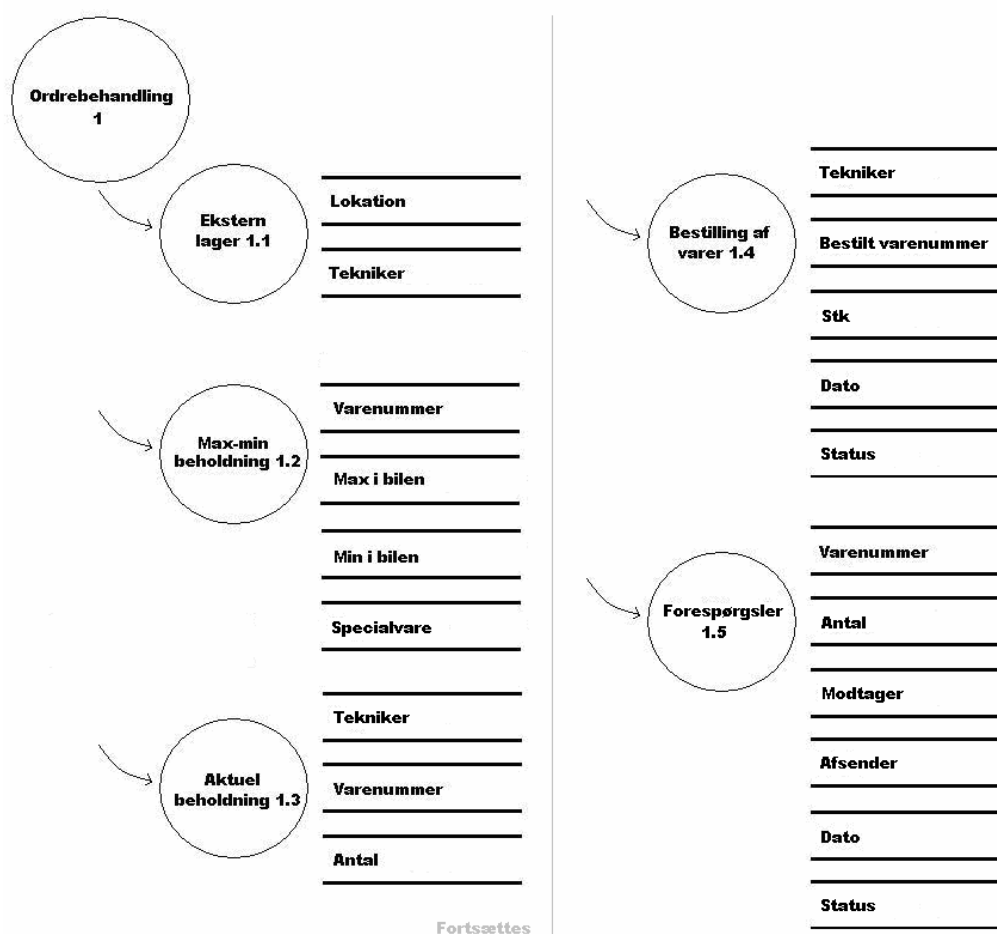 Ordrebehandling
1
Ekstern
lager 1.1
Lokation
Tekniker
Max-min
beholdning 1.2
Varenummer
Max i bilen
Min i bilen
Specialvare
Aktuel
beholdning 1.3
Tekniker
Varenummer
Antal
Fortsættes
Bestilling af
varer 1.4
Tekniker
Bestilt varenummer
Stk
Dato
Status
Forespørgsler
1.5
Varenummer
Antal
Modtager
Afsender
Dato
Status